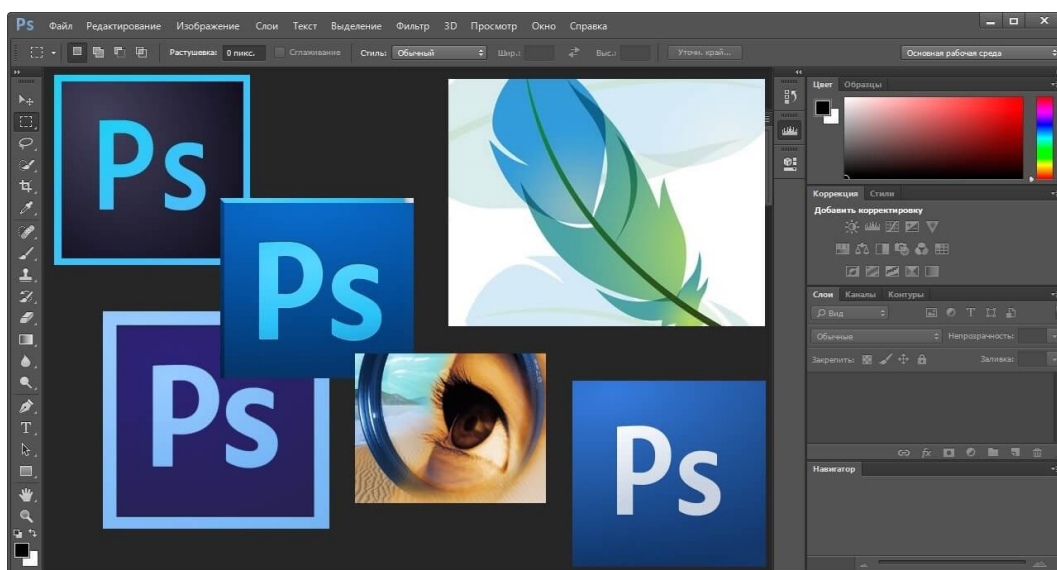 Ps Файл Редактирование Изображение Слои Текст Выделение Фильтр 3D Просмотр Окно Справка
Растушевка: 0 пикс. Сглаживание Стиль: Обычный Шир.: Выс.: Уточн. край... Основная рабочая среда
Цвет Образцы
Ps
Коррекция Стили
Добавить корректировку
Ps
Слои Каналы Контуры
Вид
Обычные Непрозрачность:
Закрепить: Заливка:
Ps
Ps
fx
Навигатор